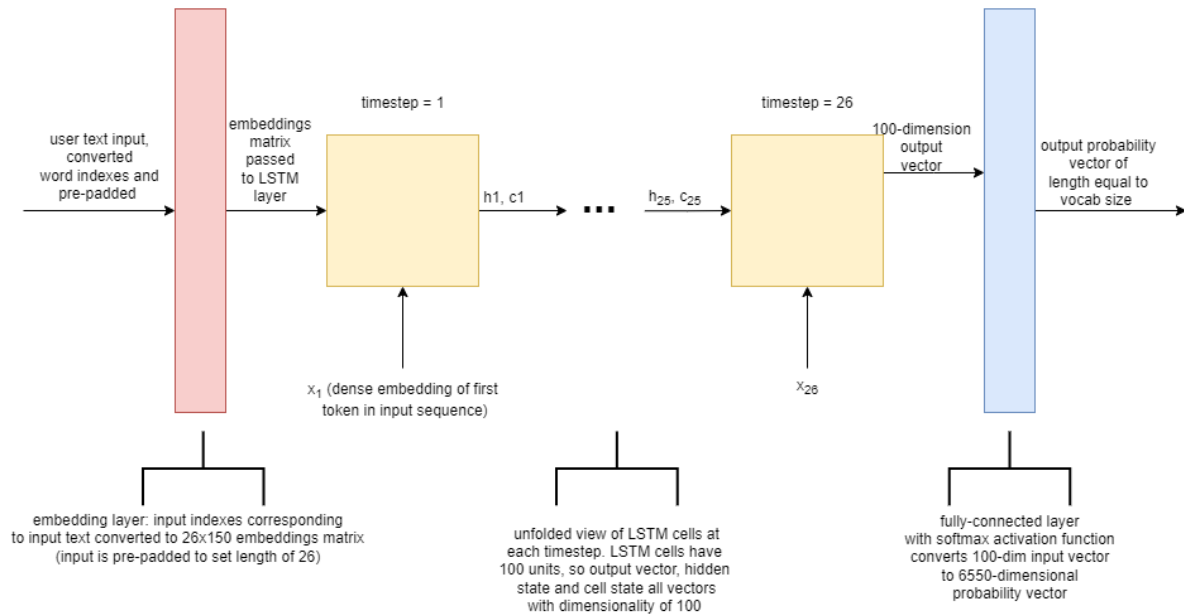 user text input,
converted
word indexes and
pre-padded
embeddings
matrix
passed
to LSTM
layer
timestep = 1
h1, c1
x₁ (dense embedding of first
token in input sequence)
...
h₂₅, c₂₅
timestep = 26
x₂₆
100-dimension
output
vector
output probability
vector of
length equal to
vocab size
embedding layer: input indexes corresponding
to input text converted to 26x150 embeddings matrix
(input is pre-padded to set length of 26)
unfolded view of LSTM cells at
each timestep. LSTM cells have
100 units, so output vector, hidden
state and cell state all vectors
with dimensionality of 100
fully-connected layer
with softmax activation function
converts 100-dim input vector
to 6550-dimensional
probability vector